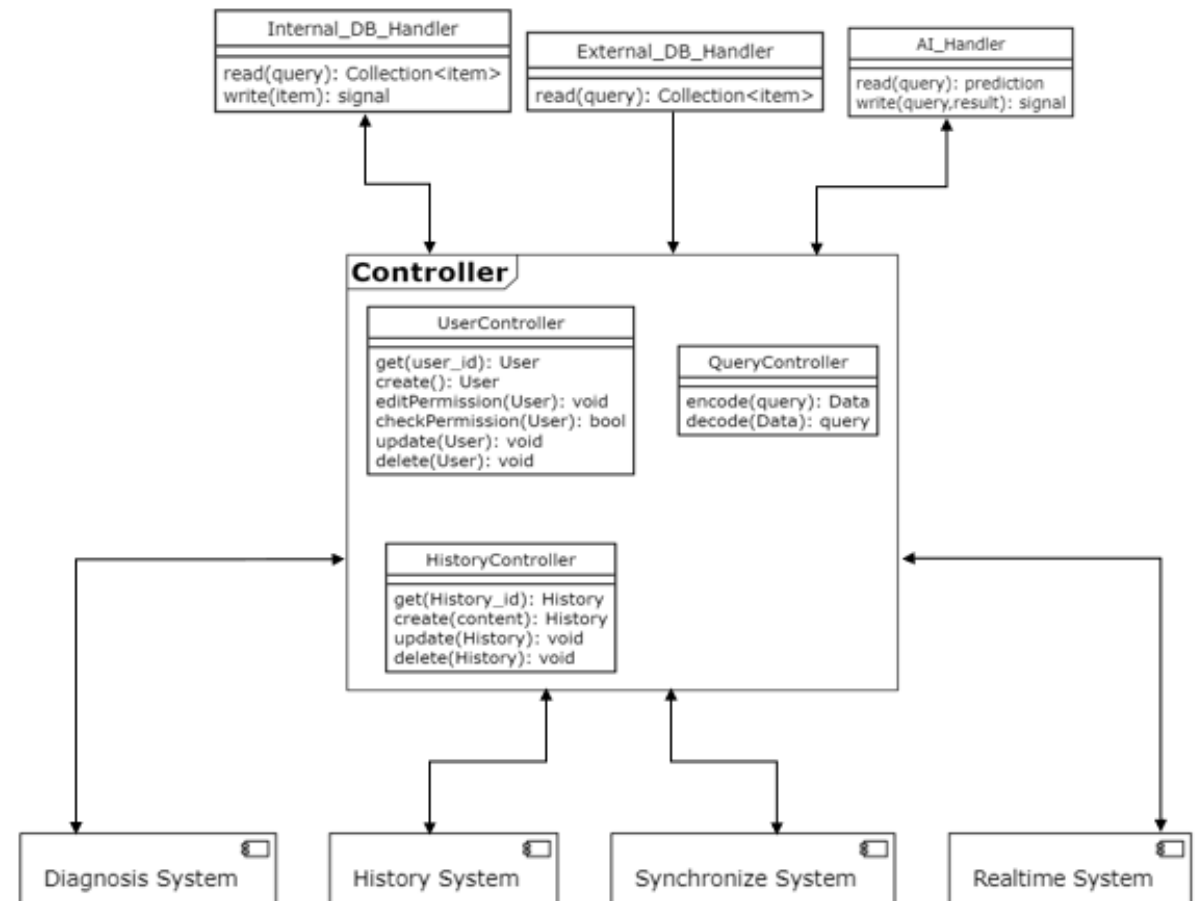 Internal_DB_Handler
read(query): Collection<item>
write(item): signal
External_DB_Handler
read(query): Collection<item>
AI_Handler
read(query): prediction
write(query,result): signal
Controller
UserController
get(user_id): User
create(): User
editPermission(User): void
checkPermission(User): bool
update(User): void
delete(User): void
QueryController
encode(query): Data
decode(Data): query
HistoryController
get(History_id): History
create(content): History
update(History): void
delete(History): void
Diagnosis System
History System
Synchronize System
Realtime System